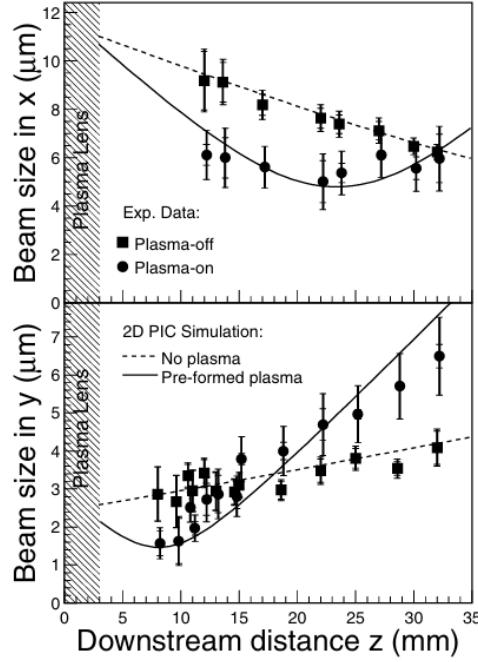 Beam size in x (μm)
12
10
8
6
4
2
0
Plasma Lens
Exp. Data:
Plasma-off
Plasma-on
Beam size in y (μm)
7
6
5
4
3
2
1
0
Plasma Lens
2D PIC Simulation:
No plasma
Pre-formed plasma
0 5 10 15 20 25 30 35
Downstream distance z (mm)